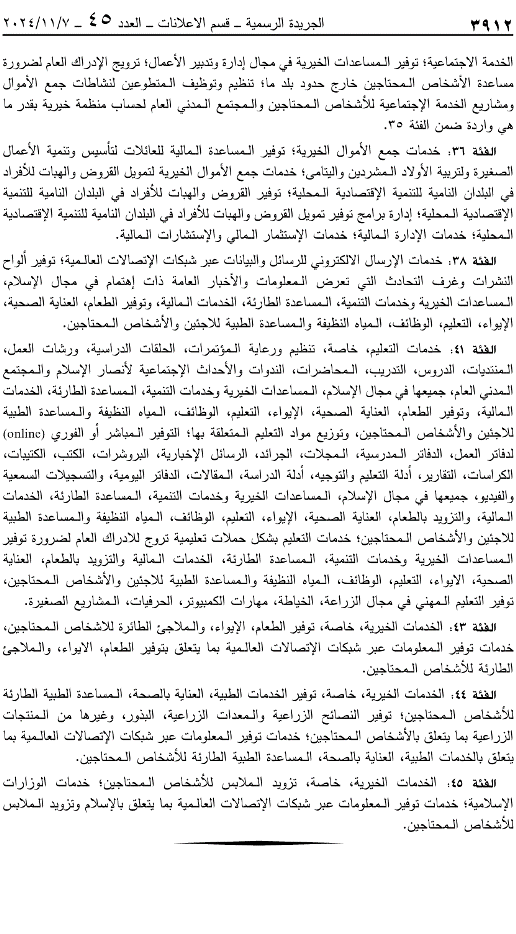 ٣٩١٢
الجريدة الرسمية – قسم الاعلانات – العدد ٤٥ – ٢٠٢٤/١١/٧
الخدمة الاجتماعية؛ توفير المساعدات الخيرية في مجال إدارة وتدبير الأعمال؛ ترويج الإدراك العام لضرورة
مساعدة الأشخاص المحتاجين خارج حدود بلد ما؛ تنظيم وتوظيف المتطوعين لنشاطات جمع الأموال
ومشاريع الخدمة الإجتماعية للأشخاص المحتاجين والمجتمع المدني العام لحساب منظمة خيرية بقدر ما
هي واردة ضمن الفئة ٣٥.
الفئة ٣٦: خدمات جمع الأموال الخيرية؛ توفير المساعدة المالية للعائلات لتأسيس وتنمية الأعمال
الصغيرة ولتربية الأولاد المشردين واليتامى؛ خدمات جمع الأموال الخيرية لتمويل القروض والهبات للأفراد
في البلدان النامية للتنمية الإقتصادية المحلية؛ توفير القروض والهبات للأفراد في البلدان النامية للتنمية
الإقتصادية المحلية؛ إدارة برامج توفير تمويل القروض والهبات للأفراد في البلدان النامية للتنمية الإقتصادية
المحلية؛ خدمات الإدارة المالية؛ خدمات الإستثمار المالي والإستشارات المالية.
الفئة ٣٨: خدمات الإرسال الالكتروني للرسائل والبيانات عبر شبكات الإتصالات العالمية؛ توفير ألواح
النشرات وغرف التحادث التي تعرض المعلومات والأخبار العامة ذات إهتمام في مجال الإسلام،
المساعدات الخيرية وخدمات التنمية، المساعدة الطارئة، الخدمات المالية، وتوفير الطعام، العناية الصحية،
الإيواء، التعليم، الوظائف، المياه النظيفة والمساعدة الطبية للاجئين والأشخاص المحتاجين.
الفئة ٤١: خدمات التعليم، خاصة، تنظيم ورعاية المؤتمرات، الحلقات الدراسية، ورشات العمل،
المنتديات، الدروس، التدريب، المحاضرات، الندوات والأحداث الإجتماعية لأنصار الإسلام والمجتمع
المدني العام، جميعها في مجال الإسلام، المساعدات الخيرية وخدمات التنمية، المساعدة الطارئة، الخدمات
المالية، وتوفير الطعام، العناية الصحية، الإيواء، التعليم، الوظائف، المياه النظيفة والمساعدة الطبية
للاجئين والأشخاص المحتاجين، وتوزيع مواد التعليم المتعلقة بها؛ التوفير المباشر أو الفوري (online)
لدفاتر العمل، الدفاتر المدرسية، المجلات، الجرائد، الرسائل الإخبارية، البروشرات، الكتب، الكتيبات،
الكراسات، التقارير، أدلة التعليم والتوجيه، أدلة الدراسة، المقالات، الدفاتر اليومية، والتسجيلات السمعية
والفيديو، جميعها في مجال الإسلام، المساعدات الخيرية وخدمات التنمية، المساعدة الطارئة، الخدمات
المالية، والتزويد بالطعام، العناية الصحية، الإيواء، التعليم، الوظائف، المياه النظيفة والمساعدة الطبية
للاجئين والأشخاص المحتاجين؛ خدمات التعليم بشكل حملات تعليمية تروج للادراك العام لضرورة توفير
المساعدات الخيرية وخدمات التنمية، المساعدة الطارئة، الخدمات المالية والتزويد بالطعام، العناية
الصحية، الايواء، التعليم، الوظائف، المياه النظيفة والمساعدة الطبية للاجئين والأشخاص المحتاجين،
توفير التعليم المهني في مجال الزراعة، الخياطة، مهارات الكمبيوتر، الحرفيات، المشاريع الصغيرة.
الفئة ٤٣: الخدمات الخيرية، خاصة، توفير الطعام، الإيواء، والملاجئ الطائرة للاشخاص المحتاجين،
خدمات توفير المعلومات عبر شبكات الإتصالات العالمية بما يتعلق بتوفير الطعام، الايواء، والملاجئ
الطارئة للأشخاص المحتاجين.
الفئة ٤٤: الخدمات الخيرية، خاصة، توفير الخدمات الطبية، العناية بالصحة، المساعدة الطبية الطارئة
للأشخاص المحتاجين؛ توفير النصائح الزراعية والمعدات الزراعية، البذور، وغيرها من المنتجات
الزراعية بما يتعلق بالأشخاص المحتاجين؛ خدمات توفير المعلومات عبر شبكات الإتصالات العالمية بما
يتعلق بالخدمات الطبية، العناية بالصحة، المساعدة الطبية الطارئة للأشخاص المحتاجين.
الفئة ٤٥: الخدمات الخيرية، خاصة، تزويد الملابس للأشخاص المحتاجين؛ خدمات الوزارات
الإسلامية؛ خدمات توفير المعلومات عبر شبكات الإتصالات العالمية بما يتعلق بالإسلام وتزويد الملابس
للأشخاص المحتاجين.